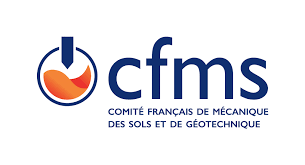 cfms
COMITÉ FRANÇAIS DE MÉCANIQUE
DES SOLS ET DE GÉOTECHNIQUE